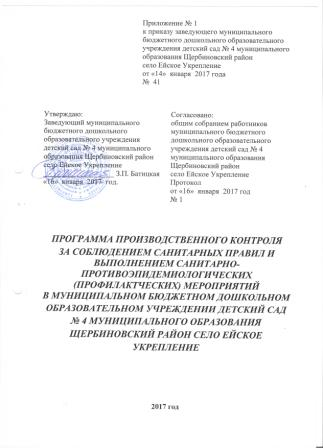 Приложение № 1
к приказу заведующего муниципального
бюджетного дошкольного образовательного
учреждения детский сад № 4 муниципального
образования Щербиновский район
село Ейское Укрепление
от «14» января 2017 года
№ 41
Утверждаю:
Заведующий муниципального
бюджетного дошкольного
образовательного учреждения
детский сад № 4 муниципального
образования Щербиновский район
село Ейское Укрепление
З.П. Батицкая
«16» января 2017 год.
Согласовано:
общим собранием работников
муниципального бюджетного
дошкольного образовательного
учреждения детский сад № 4
муниципального образования
Щербиновский район
село Ейское Укрепление
Протокол
от «16» января 2017 год
№ 1
ПРОГРАММА ПРОИЗВОДСТВЕННОГО КОНТРОЛЯ
ЗА СОБЛЮДЕНИЕМ САНИТАРНЫХ ПРАВИЛ И
ВЫПОЛНЕНИЕМ САНИТАРНО-
ПРОТИВОЭПИДЕМИОЛОГИЧЕСКИХ
(ПРОФИЛАКТЧЕСКИХ) МЕРОПРИЯТИЙ
В МУНИЦИПАЛЬНОМ БЮДЖЕТНОМ ДОШКОЛЬНОМ
ОБРАЗОВАТЕЛЬНОМ УЧРЕЖДЕНИИ ДЕТСКИЙ САД
№ 4 МУНИЦИПАЛЬНОГО ОБРАЗОВАНИЯ
ЩЕРБИНОВСКИЙ РАЙОН СЕЛО ЕЙСКОЕ
УКРЕПЛЕНИЕ
2017 год